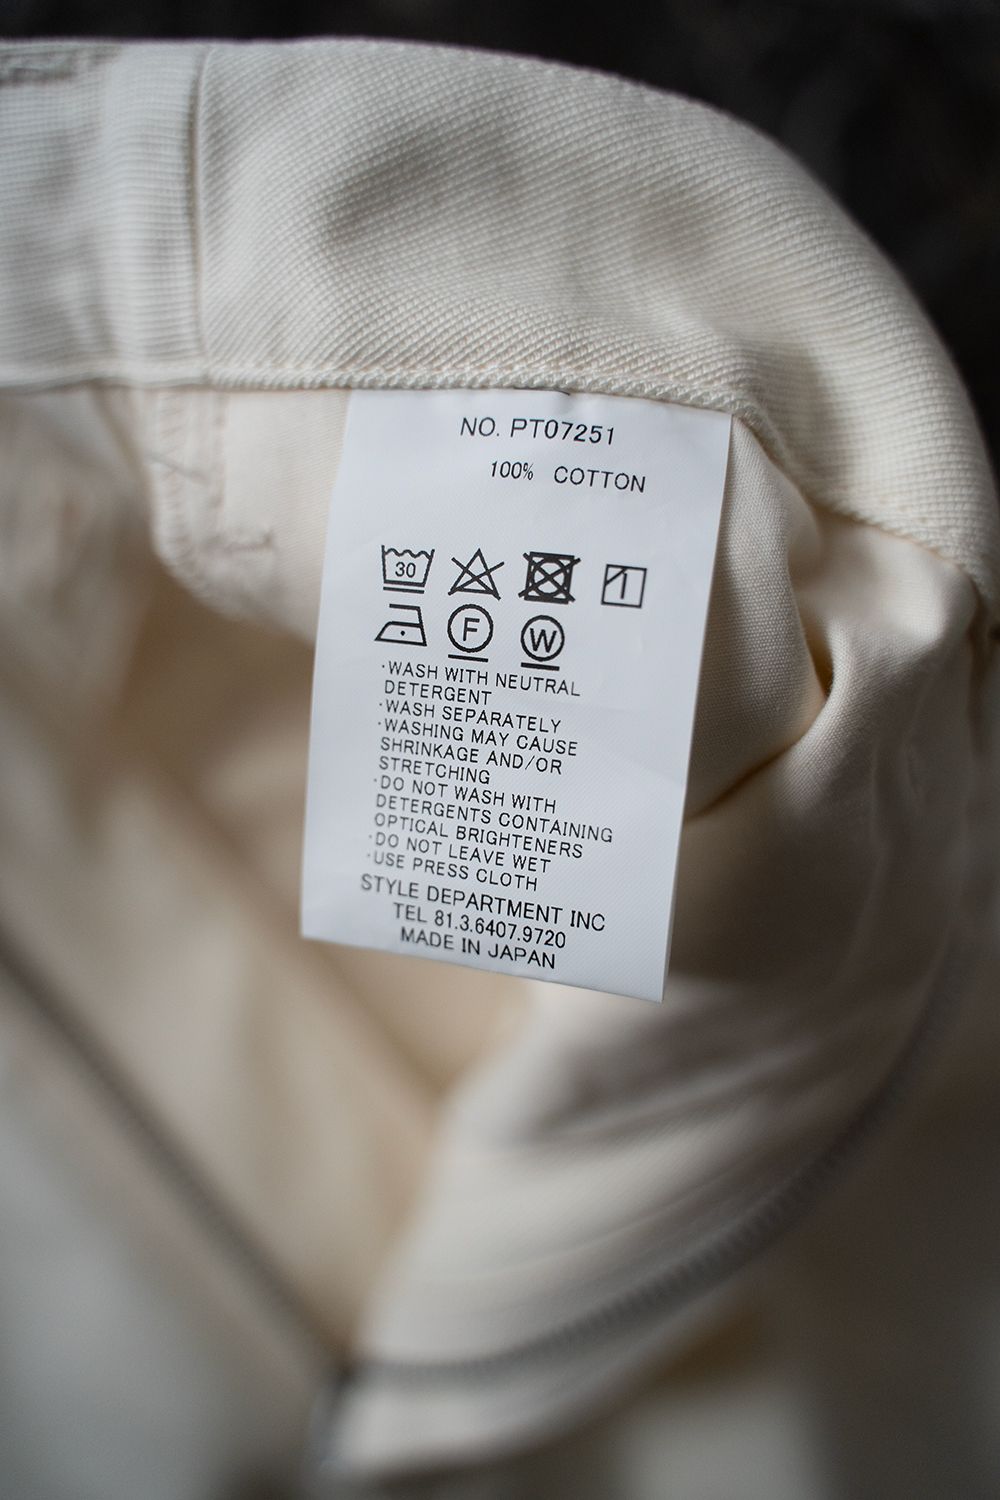 NO. PT07251
100% COTTON
30
F W
·WASH WITH NEUTRAL
DETERGENT
·WASH SEPARATELY
·WASHING MAY CAUSE
SHRINKAGE AND/OR
STRETCHING
·DO NOT WASH WITH
DETERGENTS CONTAINING
OPTICAL BRIGHTENERS
·DO NOT LEAVE WET
·USE PRESS CLOTH
STYLE DEPARTMENT INC
TEL 81.3.6407.9720
MADE IN JAPAN